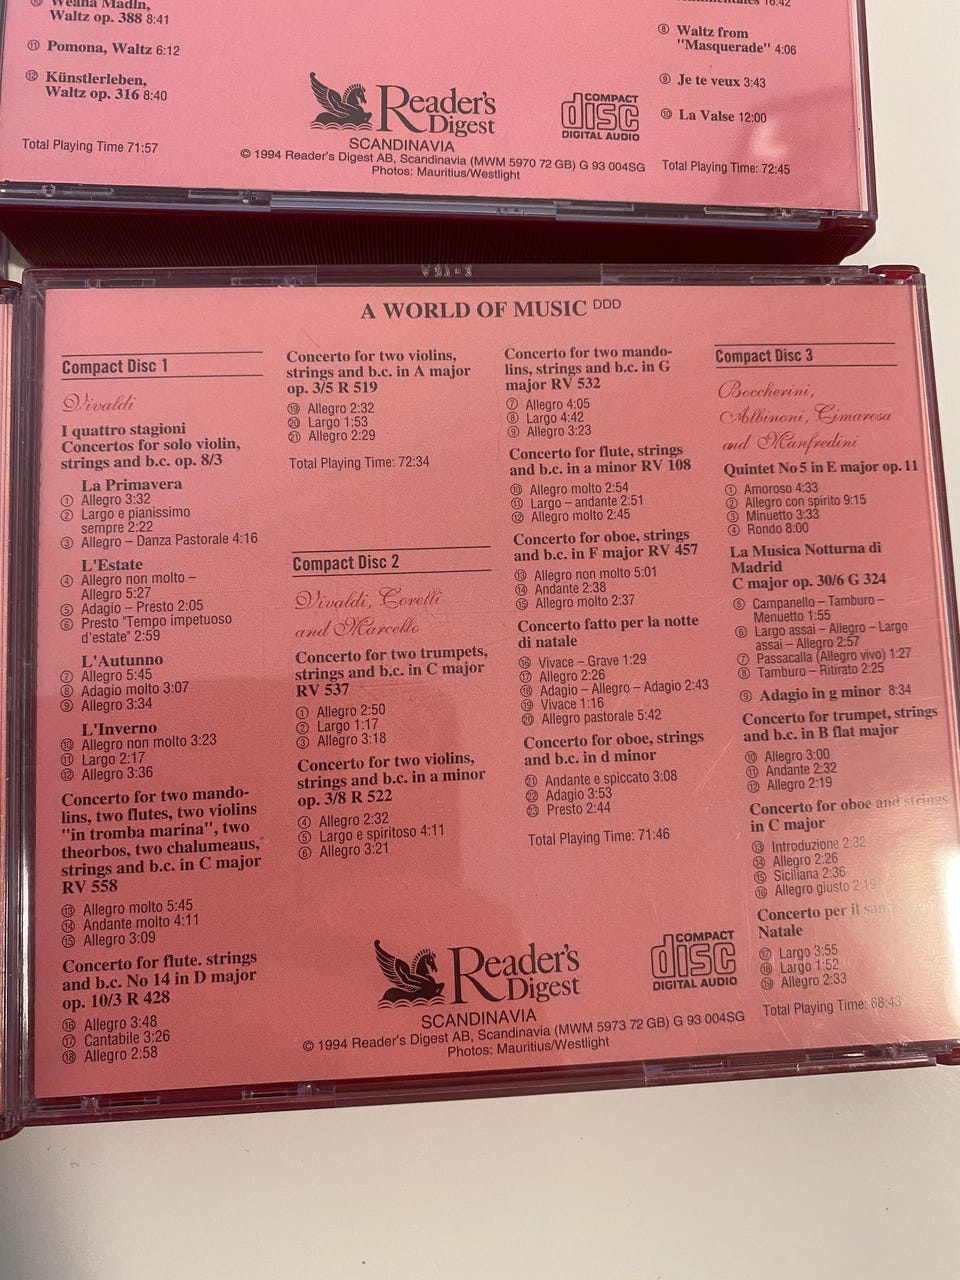 Waltz op. 388 8:41
⑪ Pomona, Waltz 6:12
⑫ Künstlerleben,
Waltz op. 316 8:40
Total Playing Time 71:57
Reader's
Digest
SCANDINAVIA
© 1994 Reader's Digest AB, Scandinavia (MWM 5970 72 GB) G 93 004SG
Photos: Mauritius/Westlight
COMPACT
disc
DIGITAL AUDIO
16:42
⑧ Waltz from
"Masquerade" 4:06
⑨ Je te veux 3:43
⑩ La Valse 12:00
Total Playing Time: 72:45
A WORLD OF MUSIC DDD
Compact Disc 1
Vivaldi
I quattro stagioni
Concertos for solo violin,
strings and b.c. op. 8/3
La Primavera
① Allegro 3:32
② Largo e pianissimo
sempre 2:22
③ Allegro – Danza Pastorale 4:16
L'Estate
④ Allegro non molto –
Allegro 5:27
⑤ Adagio – Presto 2:05
⑥ Presto "Tempo impetuoso
d'estate" 2:59
L'Autunno
⑦ Allegro 5:45
⑧ Adagio molto 3:07
⑨ Allegro 3:34
L'Inverno
⑩ Allegro non molto 3:23
⑪ Largo 2:17
⑫ Allegro 3:36
Concerto for two mando-
lins, two flutes, two violins
"in tromba marina", two
theorbos, two chalumeaus,
strings and b.c. in C major
RV 558
⑬ Allegro molto 5:45
⑭ Andante molto 4:11
⑮ Allegro 3:09
Concerto for flute. strings
and b.c. No 14 in D major
op. 10/3 R 428
⑯ Allegro 3:48
⑰ Cantabile 3:26
⑱ Allegro 2:58
Concerto for two violins,
strings and b.c. in A major
op. 3/5 R 519
⑲ Allegro 2:32
⑳ Largo 1:53
㉑ Allegro 2:29
Total Playing Time: 72:34
Compact Disc 2
Vivaldi, Corelli
and Marcello
Concerto for two trumpets,
strings and b.c. in C major
RV 537
① Allegro 2:50
② Largo 1:17
③ Allegro 3:18
Concerto for two violins,
strings and b.c. in a minor
op. 3/8 R 522
④ Allegro 2:32
⑤ Largo e spiritoso 4:11
⑥ Allegro 3:21
Concerto for two mando-
lins, strings and b.c. in G
major RV 532
⑦ Allegro 4:05
⑧ Largo 4:42
⑨ Allegro 3:23
Concerto for flute, strings
and b.c. in a minor RV 108
⑩ Allegro molto 2:54
⑪ Largo – andante 2:51
⑫ Allegro molto 2:45
Concerto for oboe, strings
and b.c. in F major RV 457
⑬ Allegro non molto 5:01
⑭ Andante 2:38
⑮ Allegro molto 2:37
Concerto fatto per la notte
di natale
⑯ Vivace – Grave 1:29
⑰ Allegro 2:26
⑱ Adagio – Allegro – Adagio 2:43
⑲ Vivace 1:16
⑳ Allegro pastorale 5:42
Concerto for oboe, strings
and b.c. in d minor
㉑ Andante e spiccato 3:08
㉒ Adagio 3:53
㉓ Presto 2:44
Total Playing Time: 71:46
Compact Disc 3
Boccherini,
Albinoni, Cimarosa
and Manfredini
Quintet No 5 in E major op. 11
① Amoroso 4:33
② Allegro con spirito 9:15
③ Minuetto 3:33
④ Rondo 8:00
La Musica Notturna di
Madrid
C major op. 30/6 G 324
⑤ Campanello – Tamburo –
Menuetto 1:55
⑥ Largo assai – Allegro – Largo
assai – Allegro 2:57
⑦ Passacalla (Allegro vivo) 1:27
⑧ Tamburo – Ritirato 2:25
⑨ Adagio in g minor 8:34
Concerto for trumpet, strings
and b.c. in B flat major
⑩ Allegro 3:00
⑪ Andante 2:32
⑫ Allegro 2:19
Concerto for oboe and strings
in C major
⑬ Introduzione 2:32
⑭ Allegro 2:26
⑮ Siciliana 2:36
⑯ Allegro giusto 2:19
Concerto per il
Natale
⑰ Largo 3:55
⑱ Largo 1:52
⑲ Allegro 2:33
Total Playing Time: 68:43
Reader's
Digest
SCANDINAVIA
© 1994 Reader's Digest AB, Scandinavia (MWM 5973 72 GB) G 93 004SG
Photos: Mauritius/Westlight
COMPACT
disc
DIGITAL AUDIO